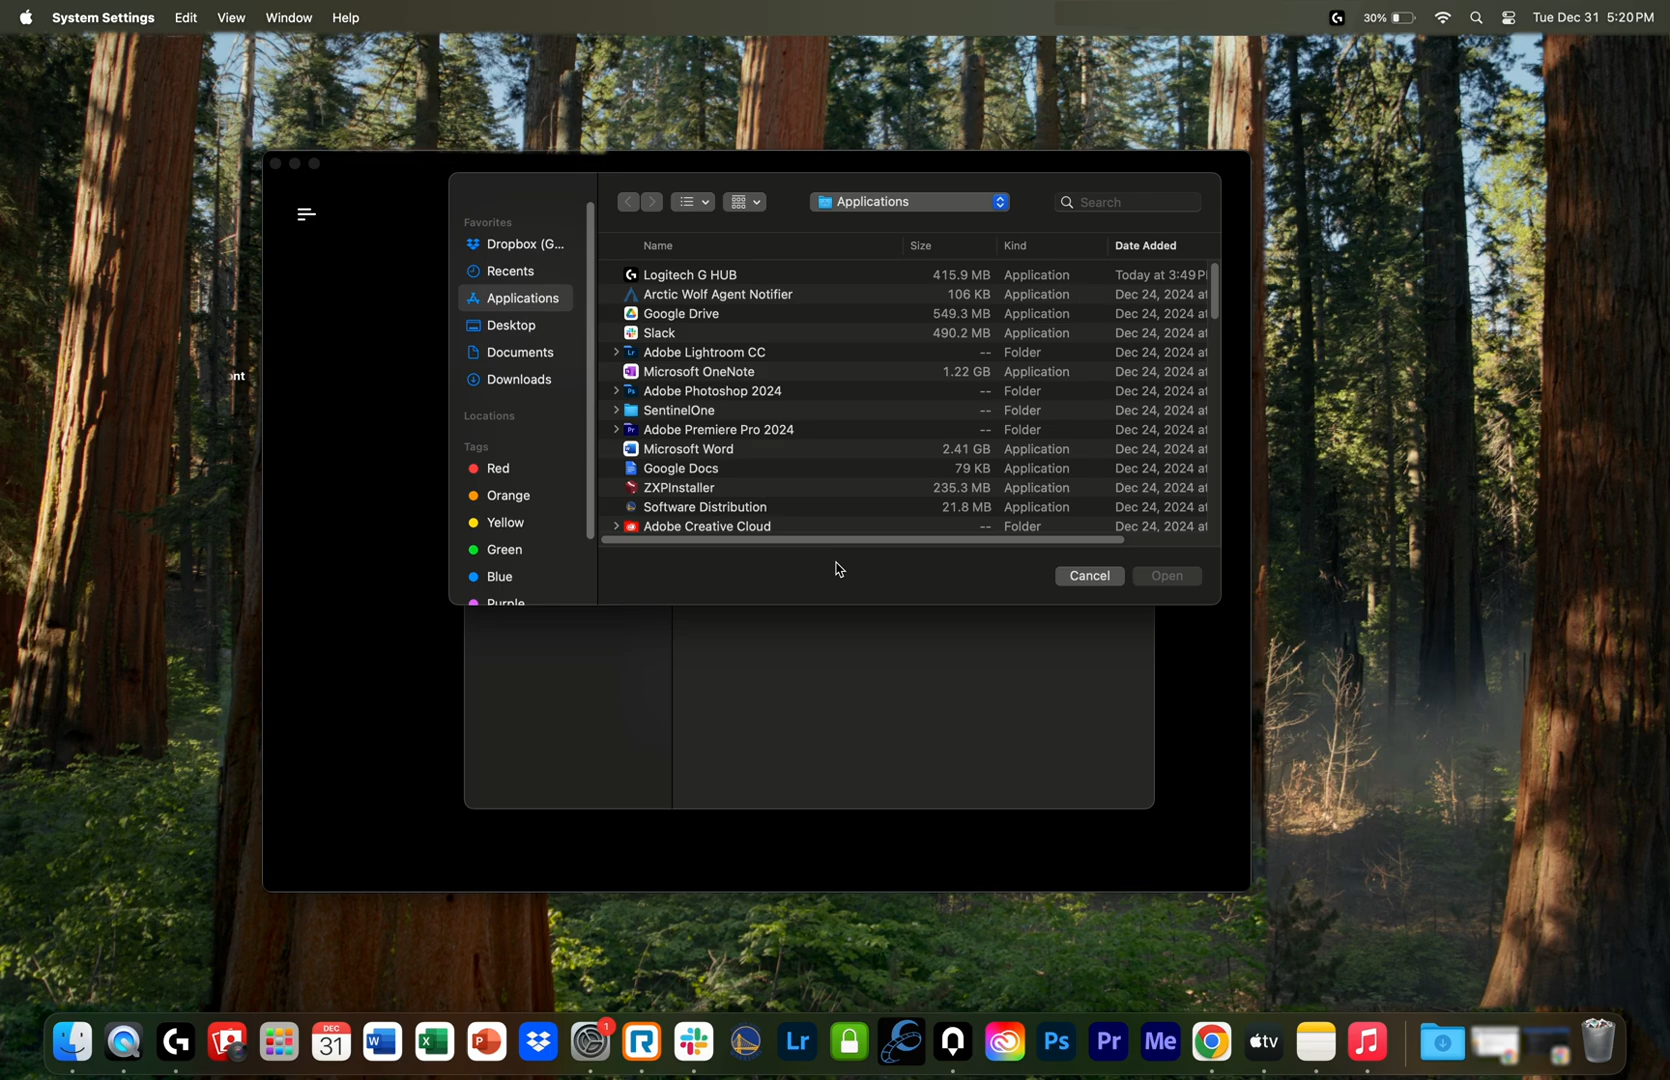 System Settings Edit View Window Help 30% Tue Dec 31 5:20 PM
Applications Search
Favorites
Dropbox (G...
Recents
Applications
Desktop
Documents
Downloads
Locations
Tags
Red
Orange
Yellow
Green
Blue
Purple
Name Size Kind Date Added
Logitech G HUB 415.9 MB Application Today at 3:49 P
Arctic Wolf Agent Notifier 106 KB Application Dec 24, 2024 at
Google Drive 549.3 MB Application Dec 24, 2024 at
Slack 490.2 MB Application Dec 24, 2024 at
Lr Adobe Lightroom CC -- Folder Dec 24, 2024 at
Microsoft OneNote 1.22 GB Application Dec 24, 2024 at
Ps Adobe Photoshop 2024 -- Folder Dec 24, 2024 at
SentinelOne -- Folder Dec 24, 2024 at
Pr Adobe Premiere Pro 2024 -- Folder Dec 24, 2024 at
Microsoft Word 2.41 GB Application Dec 24, 2024 at
Google Docs 79 KB Application Dec 24, 2024 at
ZXPInstaller 235.3 MB Application Dec 24, 2024 at
Software Distribution 21.8 MB Application Dec 24, 2024 at
Adobe Creative Cloud -- Folder Dec 24, 2024 at
Cancel Open
ont
DEC
31 W X P 1 R Lr Ps Pr Me tv